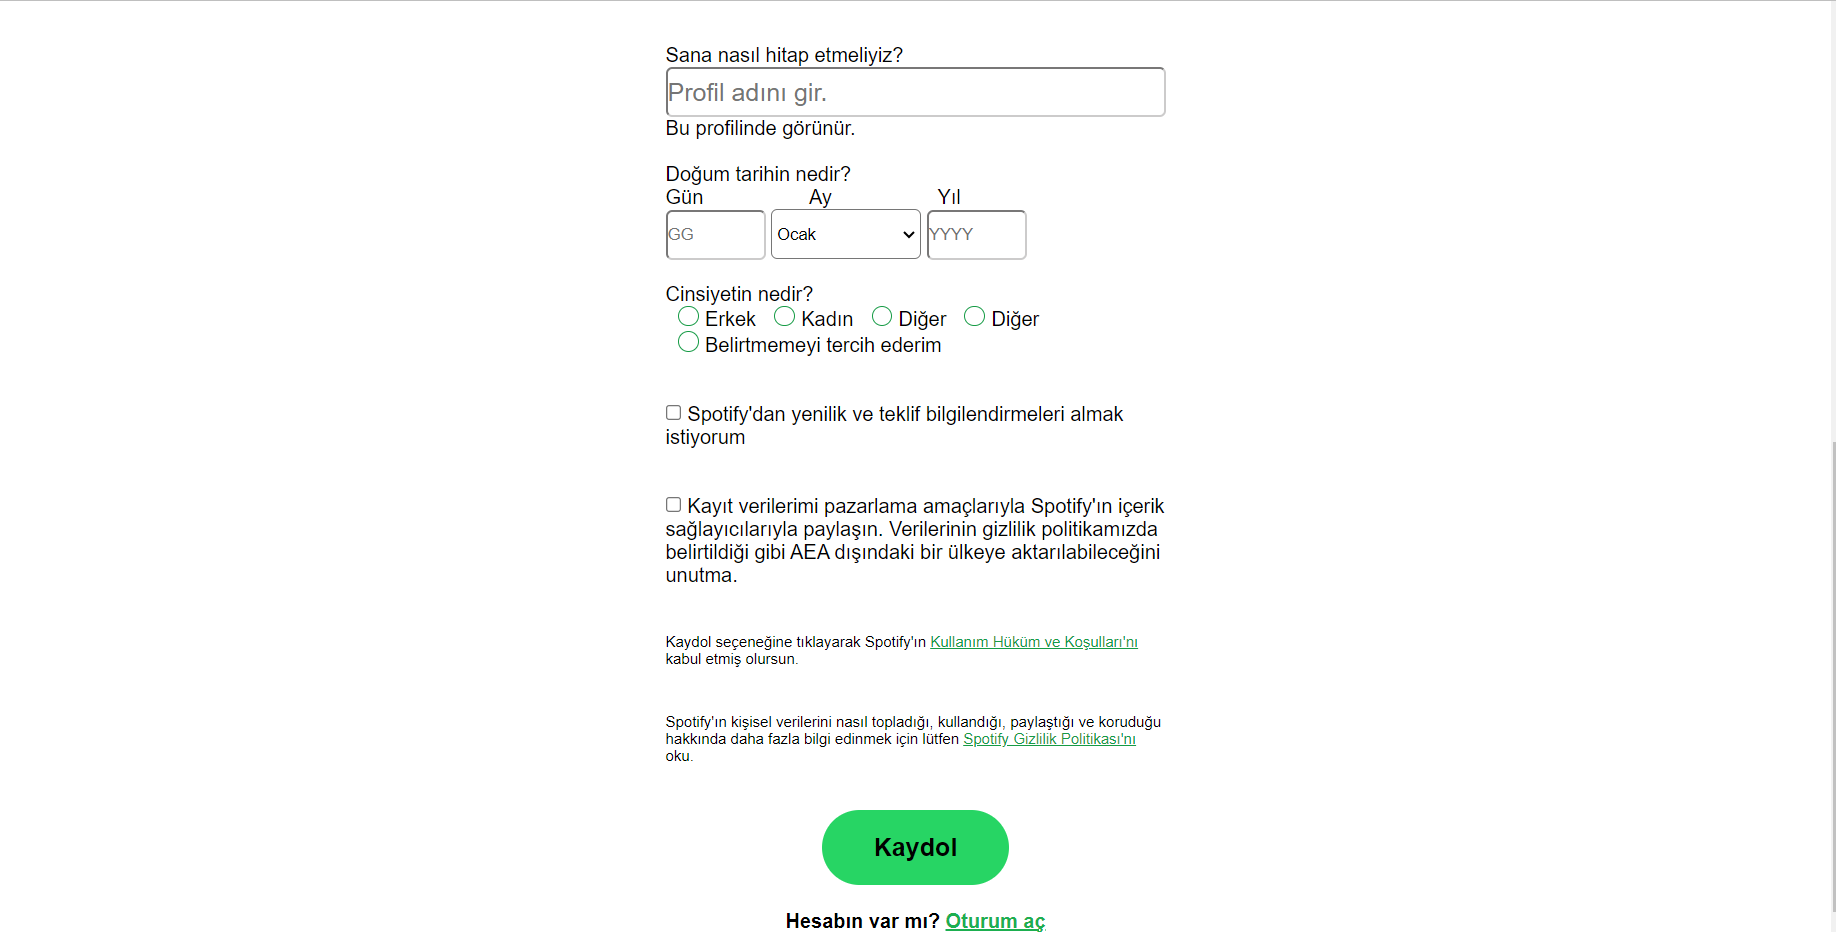 Sana nasıl hitap etmeliyiz?
Profil adını gir.
Bu profilinde görünür.
Doğum tarihin nedir?
Gün Ay Yıl
GG Ocak YYYY
Cinsiyetin nedir?
Erkek Kadın Diğer Diğer
Belirtmemeyi tercih ederim
Spotify'dan yenilik ve teklif bilgilendirmeleri almak
istiyorum
Kayıt verilerimi pazarlama amaçlarıyla Spotify'ın içerik
sağlayıcılarıyla paylaşın. Verilerinin gizlilik politikamızda
belirtildiği gibi AEA dışındaki bir ülkeye aktarılabileceğini
unutma.
Kaydol seçeneğine tıklayarak Spotify'ın Kullanım Hüküm ve Koşulları'nı
kabul etmiş olursun.
Spotify'ın kişisel verilerini nasıl topladığı, kullandığı, paylaştığı ve koruduğu
hakkında daha fazla bilgi edinmek için lütfen Spotify Gizlilik Politikası'nı
oku.
Kaydol
Hesabın var mı? Oturum aç.